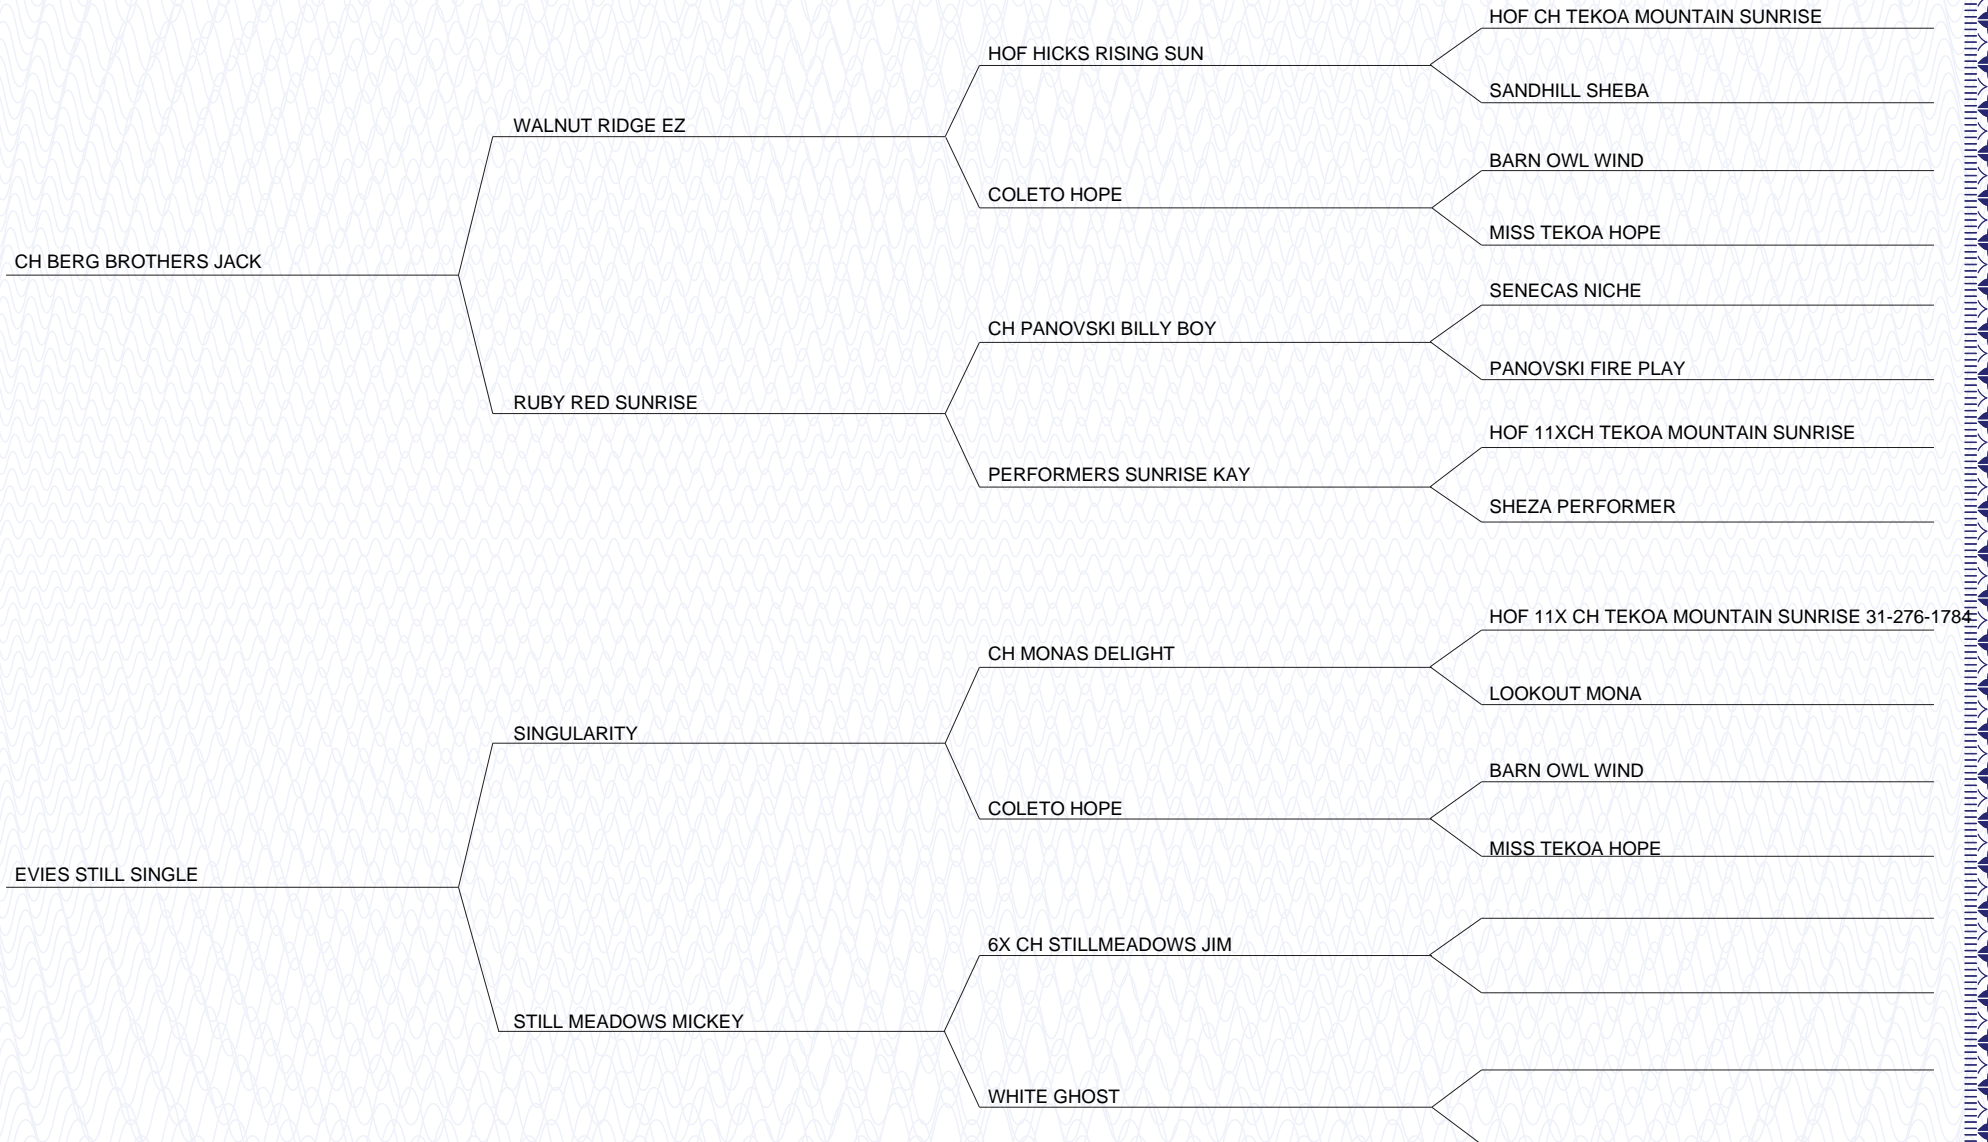 HOF CH TEKOA MOUNTAIN SUNRISE
HOF HICKS RISING SUN
SANDHILL SHEBA
WALNUT RIDGE EZ
BARN OWL WIND
COLETO HOPE
MISS TEKOA HOPE
CH BERG BROTHERS JACK
SENECAS NICHE
CH PANOVSKI BILLY BOY
PANOVSKI FIRE PLAY
RUBY RED SUNRISE
HOF 11XCH TEKOA MOUNTAIN SUNRISE
PERFORMERS SUNRISE KAY
SHEZA PERFORMER
HOF 11X CH TEKOA MOUNTAIN SUNRISE 31-276-1784
CH MONAS DELIGHT
LOOKOUT MONA
SINGULARITY
BARN OWL WIND
COLETO HOPE
MISS TEKOA HOPE
EVIES STILL SINGLE
6X CH STILLMEADOWS JIM
STILL MEADOWS MICKEY
WHITE GHOST